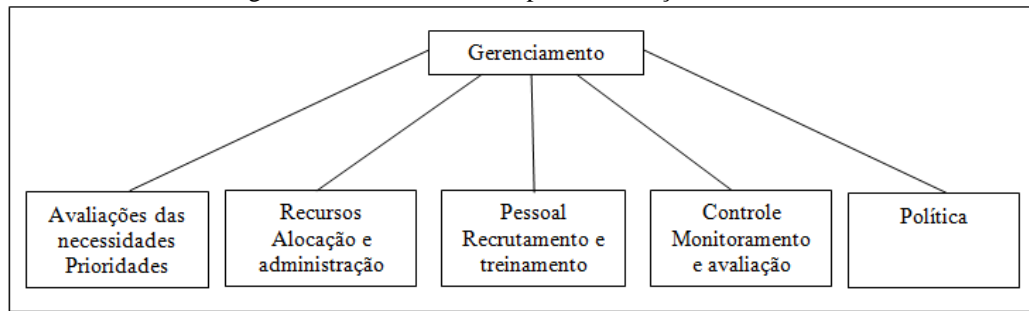 Gerenciamento
Avaliações das
necessidades
Prioridades
Recursos
Alocação e
administração
Pessoal
Recrutamento e
treinamento
Controle
Monitoramento
e avaliação
Política